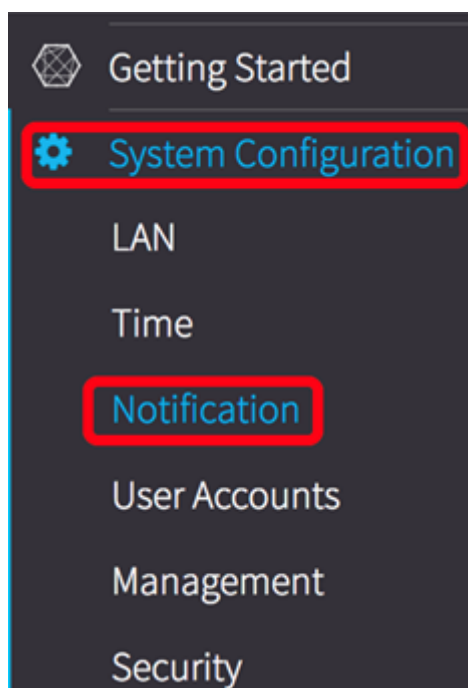 Getting Started
System Configuration
LAN
Time
Notification
User Accounts
Management
Security